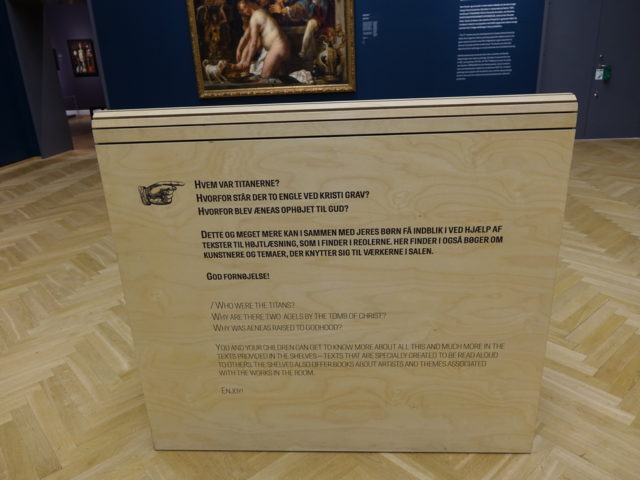 HVEM VAR TITANERNE?
HVORFOR STÅR DER TO ENGLE VED KRISTI GRAV?
HVORFOR BLEV ÆNEAS OPHØJET TIL GUD?
DETTE OG MEGET MERE KAN I SAMMEN MED JERES BØRN FÅ INDBLIK I VED HJÆLP AF
TEKSTER TIL HØJTLÆSNING, SOM I FINDER I REOLERNE. HER FINDER I OGSÅ BØGER OM
KUNSTNERE OG TEMAER, DER KNYTTER SIG TIL VÆRKERNE I SALEN.
GOD FORNØJELSE!
/ WHO WERE THE TITANS?
WHY ARE THERE TWO AGELS BY THE TOMB OF CHRIST?
WHY WAS AENEAS RAISED TO GODHOOD?
YOU AND YOUR CHILDREN CAN GET TO KNOW MORE ABOUT ALL THIS AND MUCH MORE IN THE
TEXTS PROVIDED IN THE SHELVES – TEXTS THAT ARE SPECIALLY CREATED TO BE READ ALOUD
TO OTHERS. THE SHELVES ALSO OFFER BOOKS ABOUT ARTISTS AND THEMES ASSOCIATED
WITH THE WORKS IN THE ROOM.
ENJOY!